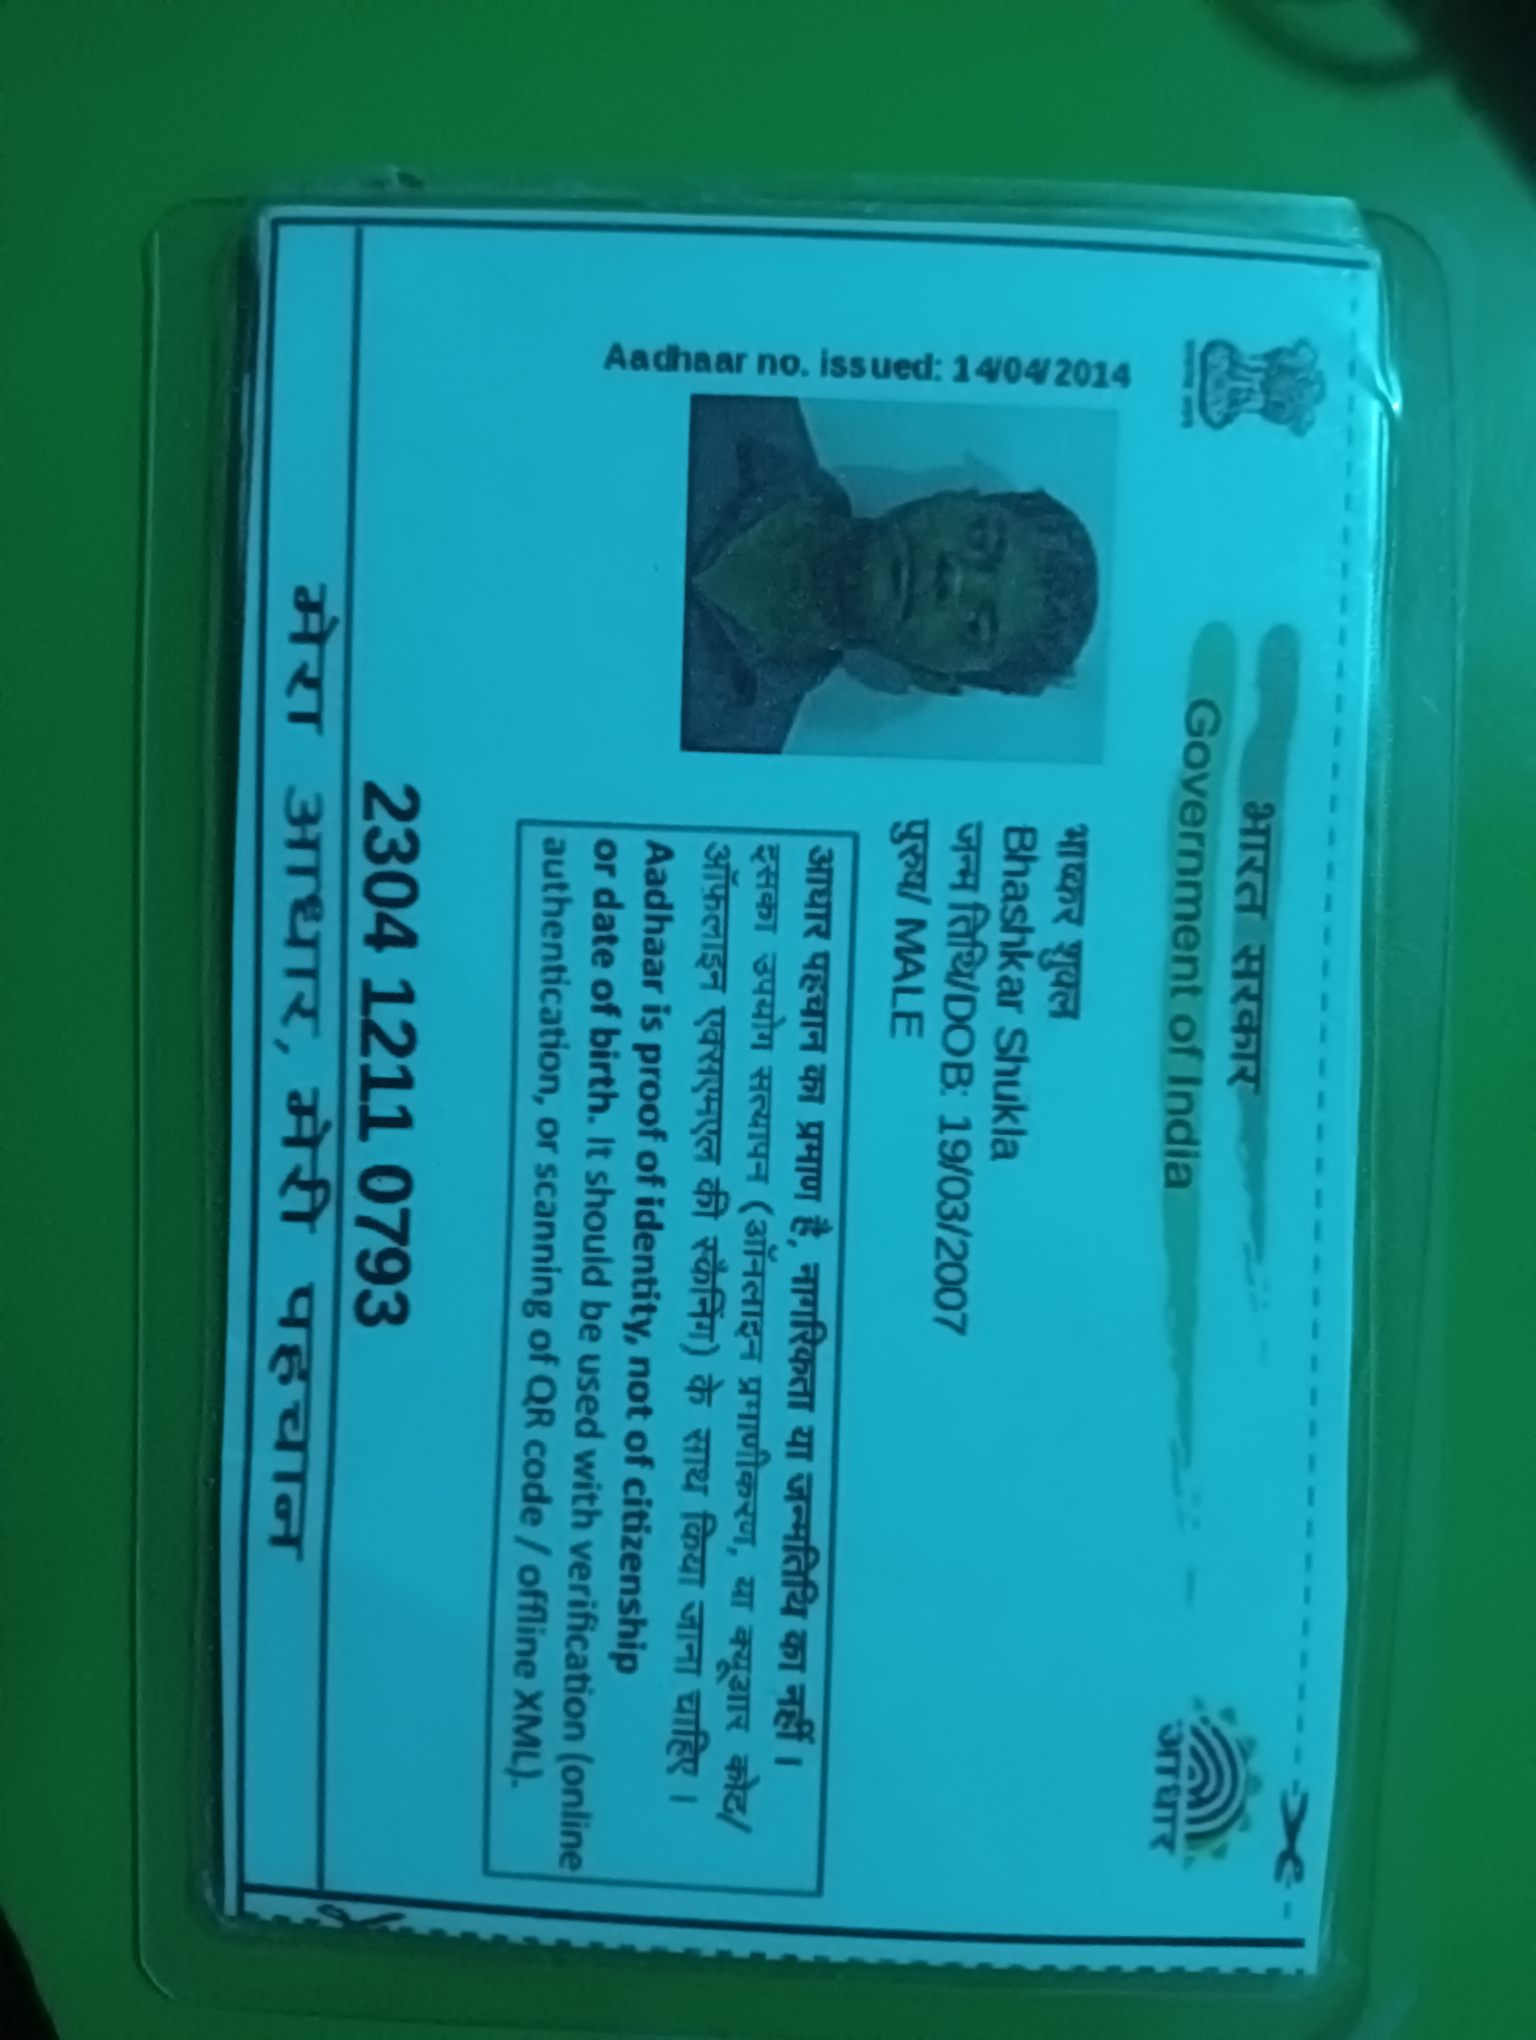 भारत सरकार
Government of India
आधार
Aadhaar no. issued: 14/04/2014
भाष्कर शुक्ल
Bhashkar Shukla
जन्म तिथि/DOB: 19/03/2007
पुरुष/ MALE
आधार पहचान का प्रमाण है, नागरिकता या जन्मतिथि का नहीं ।
इसका उपयोग सत्यापन (ऑनलाइन प्रमाणीकरण, या क्यूआर कोड/
ऑफ़लाइन एक्सएमएल की स्कैनिंग) के साथ किया जाना चाहिए ।
Aadhaar is proof of identity, not of citizenship
or date of birth. It should be used with verification (online
authentication, or scanning of QR code / offline XML).
2304 1211 0793
मेरा आधार, मेरी पहचान